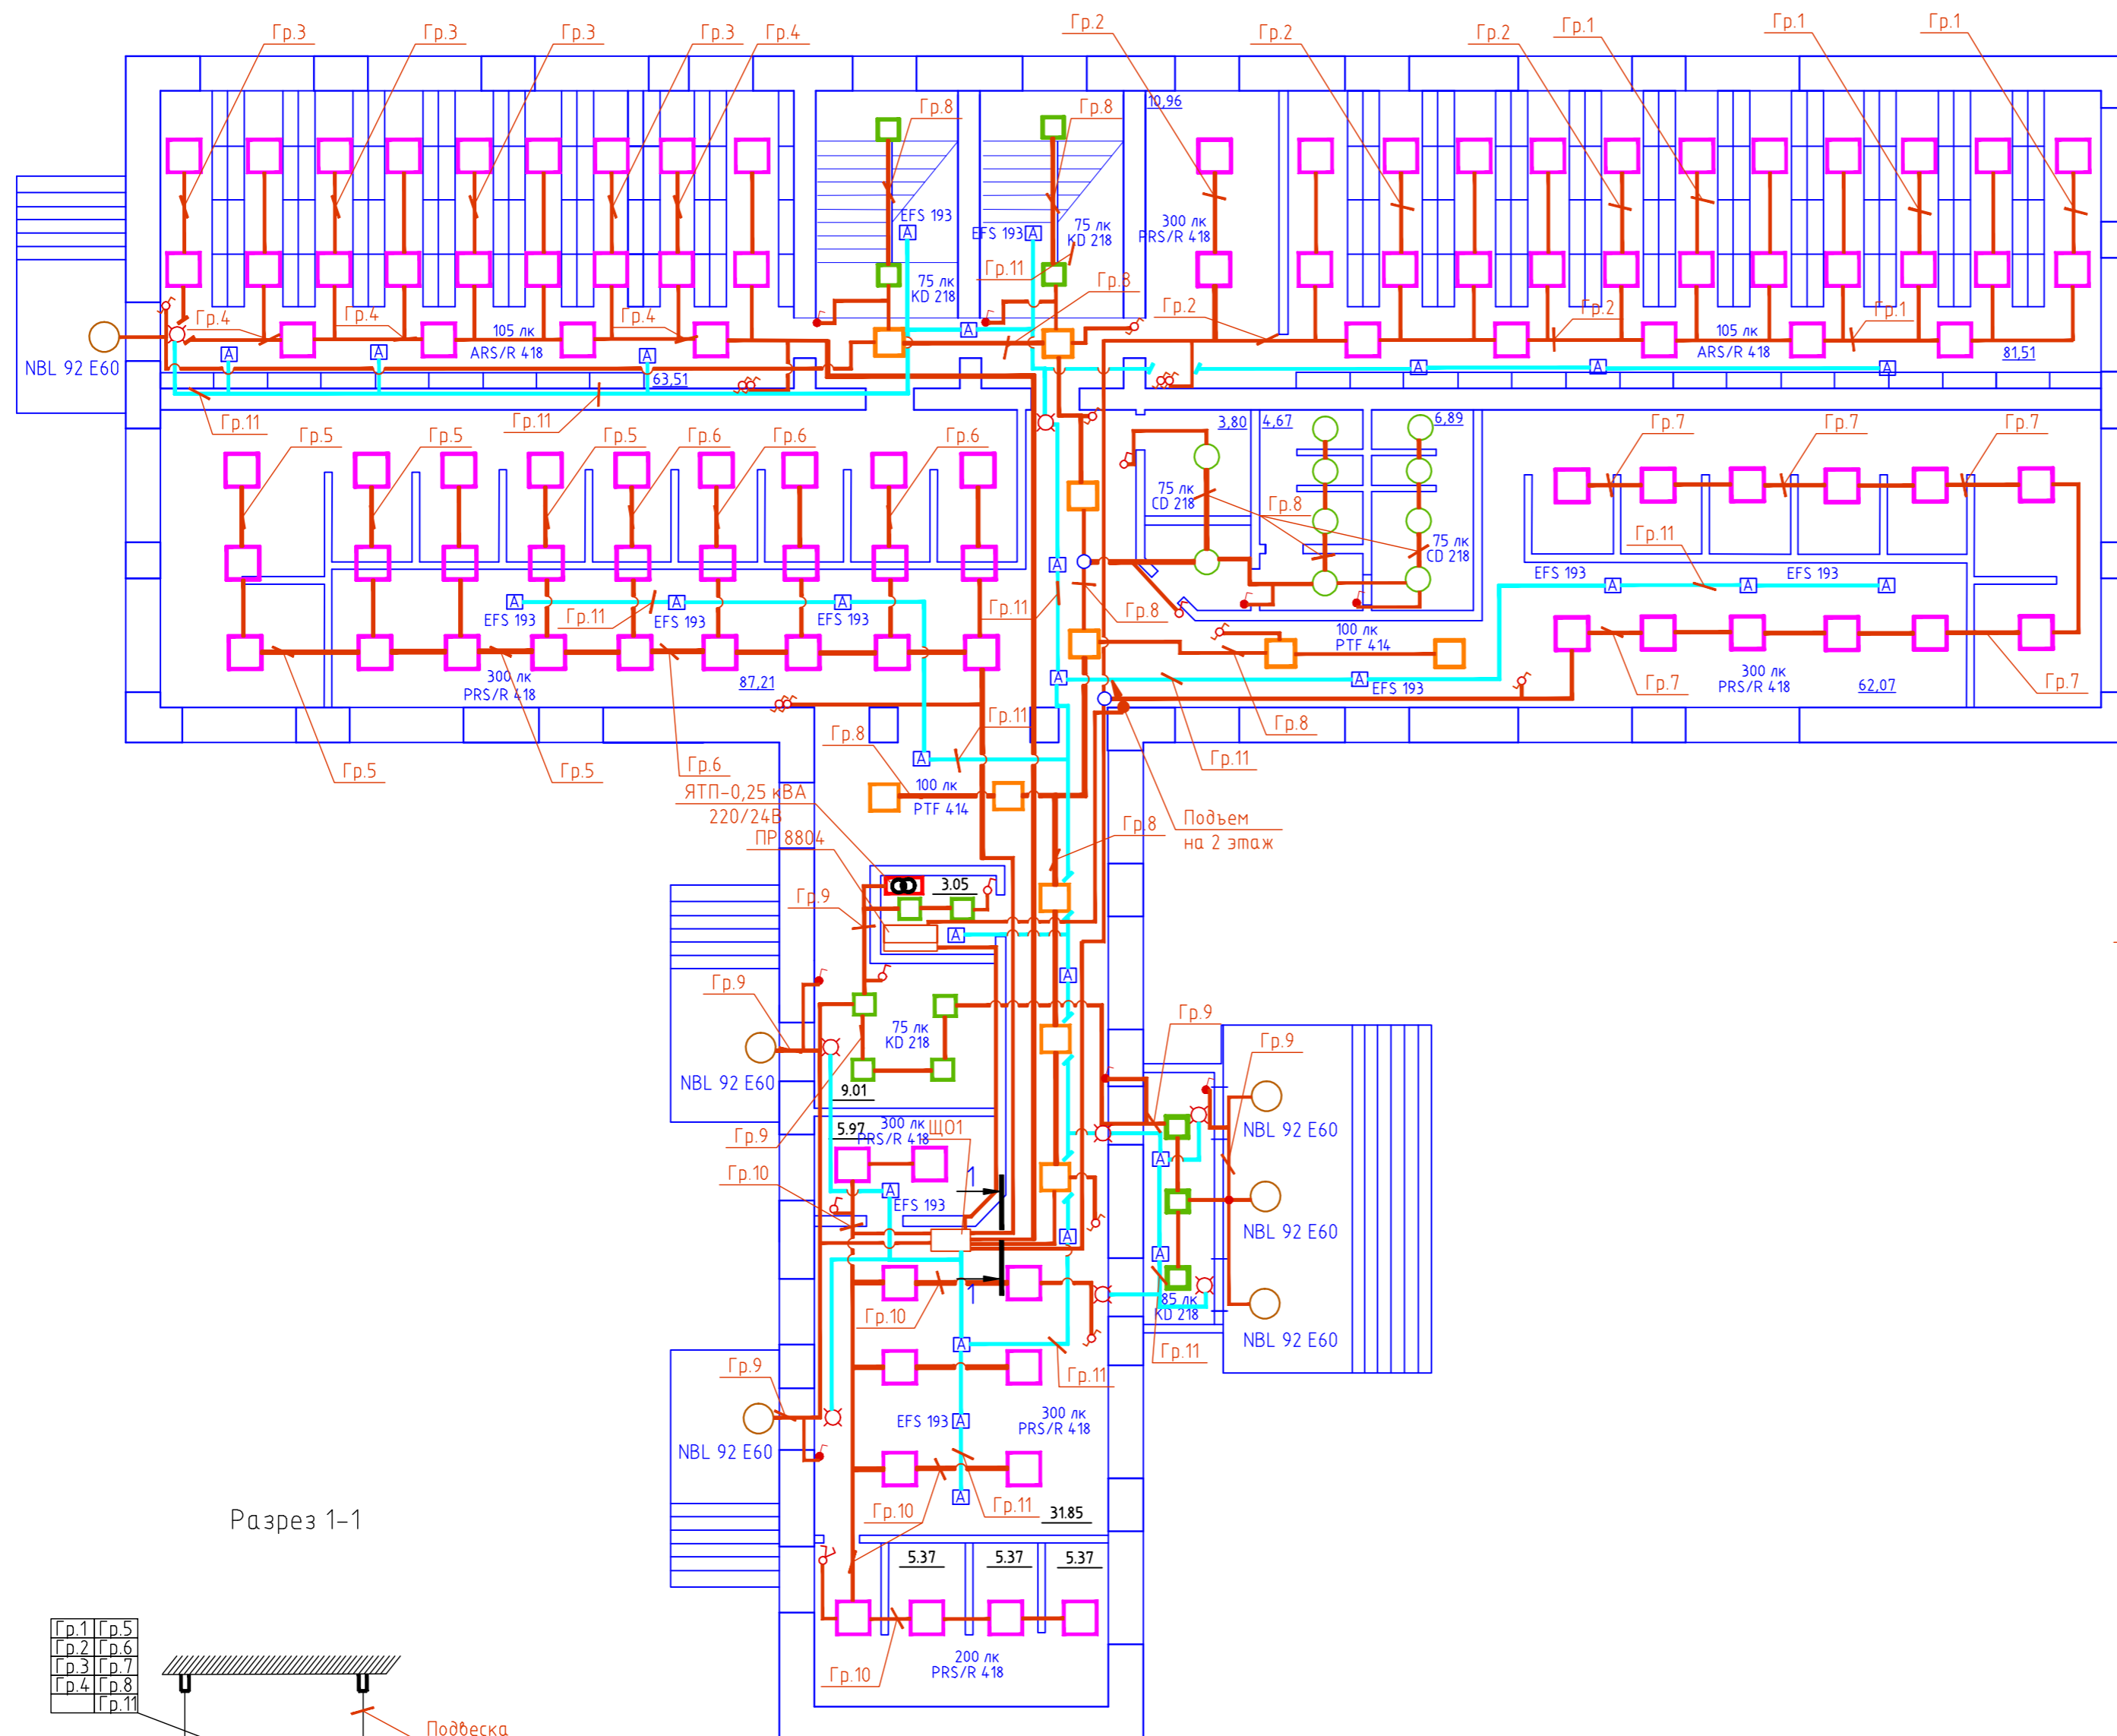 Гр.3
Гр.3
Гр.3
Гр.3
Гр.4
Гр.2
Гр.2
Гр.2
Гр.1
Гр.1
Гр.1
Гр.8
Гр.8
10,96
EFS 193
EFS 193
75 лк
KD 218
300 лк
PRS/R 418
Гр.11
75 лк
KD 218
Гр.3
Гр.4
Гр.4
Гр.4
Гр.2
Гр.2
Гр.1
105 лк
ARS/R 418
105 лк
ARS/R 418
81,51
NBL 92 E60
63,51
А
А
А
А
А
А
А
А
А
Гр.11
Гр.11
Гр.5
Гр.5
Гр.5
Гр.6
Гр.6
Гр.6
3,80
4,67
6,89
Гр.7
Гр.7
Гр.7
75 лк
CD 218
Гр.8
75 лк
CD 218
Гр.11
EFS 193
А
А
EFS 193
А
А
А
А
А
EFS 193
Гр.11
EFS 193
EFS 193
Гр.11
Гр.8
100 лк
PTF 414
300 лк
PRS/R 418
87,21
А
А
EFS 193
Гр.7
300 лк
PRS/R 418
62,07
Гр.7
Гр.8
Гр.11
Гр.8
Гр.5
Гр.5
Гр.6
А
Гр.11
ЯТП-0,25 кВА
220/24В
100 лк
PTF 414
ПР 8804
Гр.8
Подъем
на 2 этаж
3.05
Гр.9
А
А
Гр.9
75 лк
KD 218
Гр.9
Гр.9
NBL 92 E60
9.01
NBL 92 E60
Гр.9
5.97
300 лк
PRS/R 418
ЩО1
А
Гр.10
1
А
EFS 193
NBL 92 E60
А
А
1
Гр.10
85 лк
KD 218
NBL 92 E60
А
Гр.11
Гр.11
Гр.9
EFS 193
А
300 лк
PRS/R 418
NBL 92 E60
Гр.10
А
Гр.11
31.85
Разрез 1-1
5.37
5.37
5.37
200 лк
PRS/R 418
Гр.10
Гр.1 Гр.5
Гр.2 Гр.6
Гр.3 Гр.7
Гр.4 Гр.8
Гр.11
Подвеска